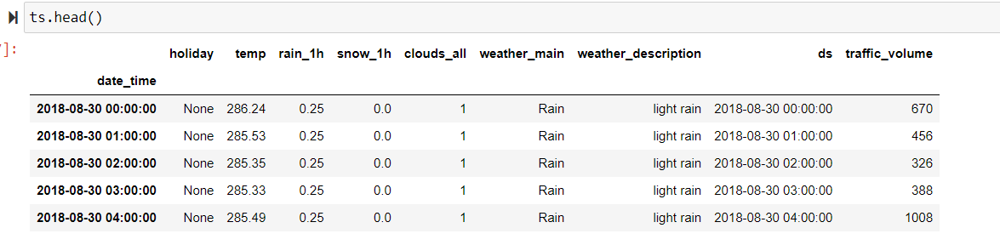 ts.head()
]:
holiday temp rain_1h snow_1h clouds_all weather_main weather_description ds traffic_volume
date_time
2018-08-30 00:00:00 None 286.24 0.25 0.0 1 Rain light rain 2018-08-30 00:00:00 670
2018-08-30 01:00:00 None 285.53 0.25 0.0 1 Rain light rain 2018-08-30 01:00:00 456
2018-08-30 02:00:00 None 285.35 0.25 0.0 1 Rain light rain 2018-08-30 02:00:00 326
2018-08-30 03:00:00 None 285.33 0.25 0.0 1 Rain light rain 2018-08-30 03:00:00 388
2018-08-30 04:00:00 None 285.49 0.25 0.0 1 Rain light rain 2018-08-30 04:00:00 1008